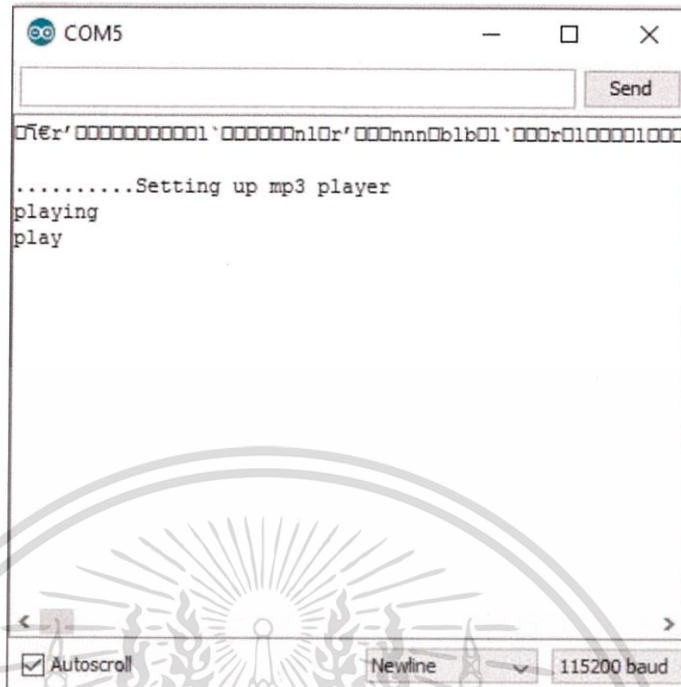 COM5
Send
..........Setting up mp3 player
playing
play
Autoscroll
Newline
115200 baud